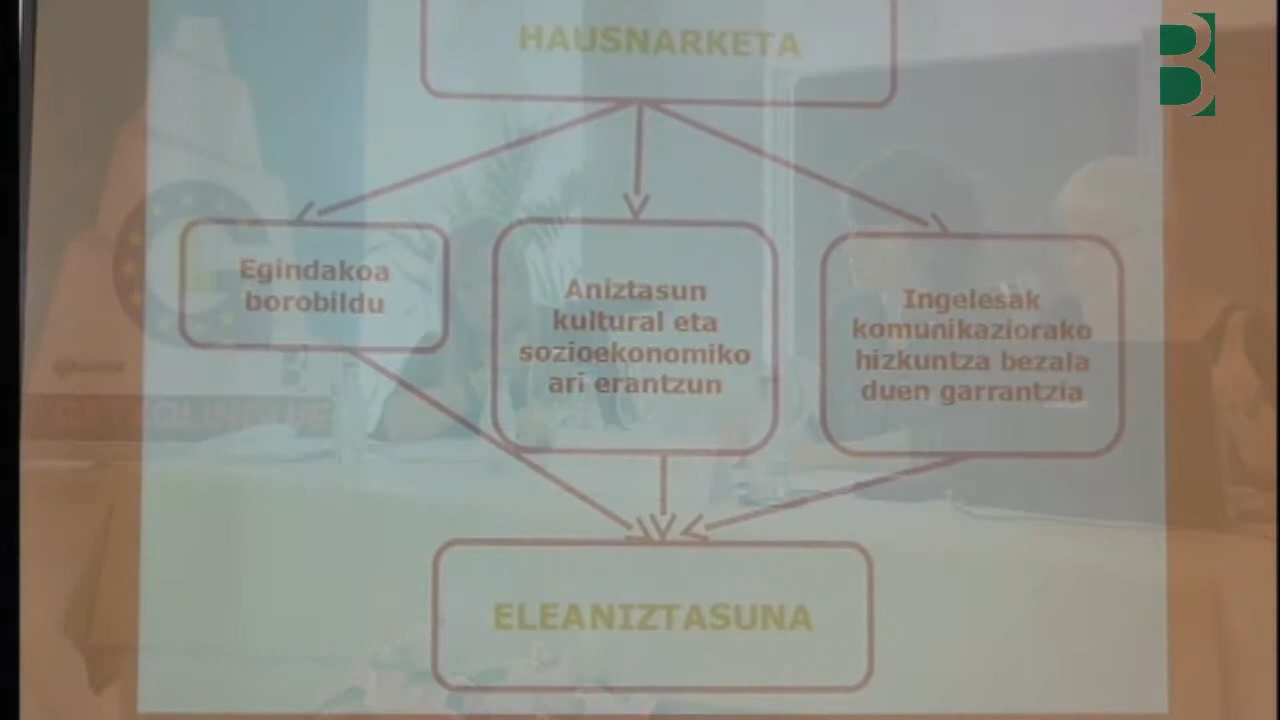 HAUSNARKETA
Egindakoa
borobildu
Aniztasun
kultural eta
sozioekonomiko
ari erantzun
Ingelesak
komunikaziorako
hizkuntza bezala
duen garrantzia
ELEANIZTASUNA
B